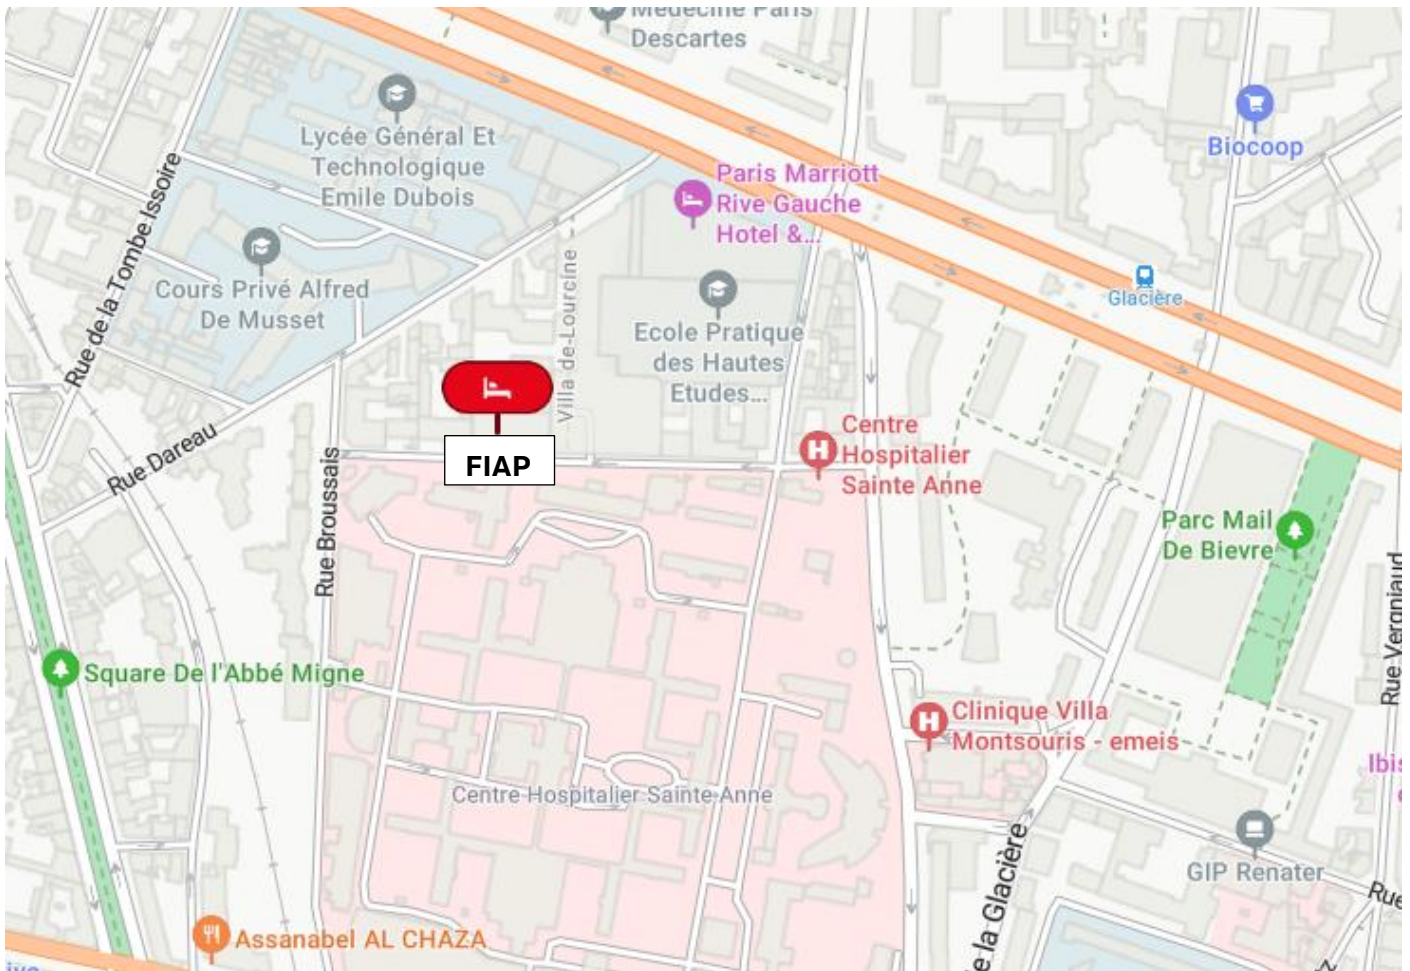 Médecine Paris
Descartes
Lycée Général Et
Technologique
Emile Dubois
Biocoop
Paris Marriott
Rive Gauche
Hotel &...
Rue de la Tombe Issoire
Cours Privé Alfred
De Musset
Villa de-Lourcine
Glacière
Ecole Pratique
des Hautes
Etudes...
Centre
Hospitalier
Sainte Anne
FIAP
Rue Dareau
Rue Broussais
Parc Mail
De Bievre
Rue Vergniaud
Square De l'Abbé Migne
Clinique Villa
Montsouris - emeis
Centre Hospitalier Sainte-Anne
GIP Renater
e la Glacière
Rue
Assanabel AL CHAZA